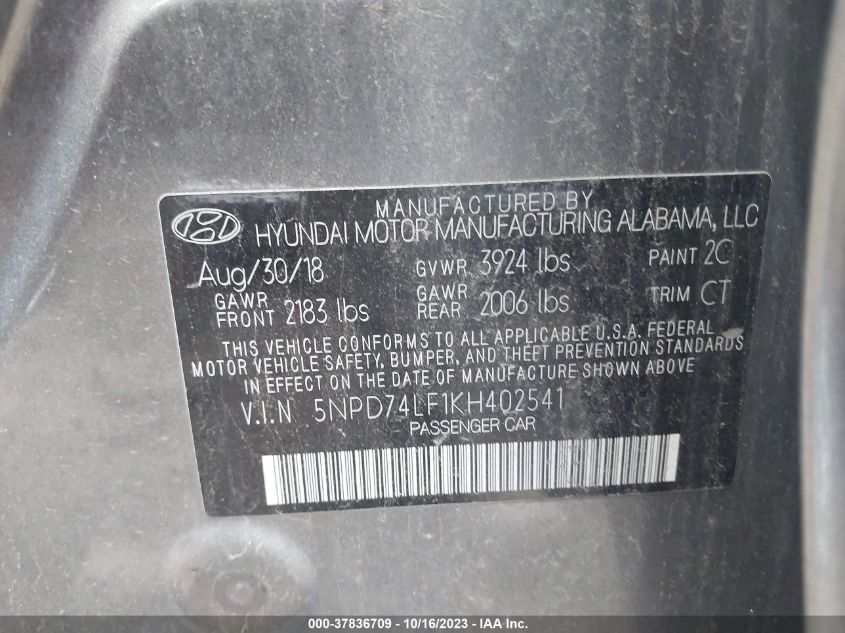 MANUFACTURED BY
HYUNDAI MOTOR MANUFACTURING ALABAMA, LLC
Aug/30/18 GVWR 3924 lbs PAINT 2C
GAWR FRONT 2183 lbs GAWR REAR 2006 lbs TRIM CT
THIS VEHICLE CONFORMS TO ALL APPLICABLE U.S.A. FEDERAL
MOTOR VEHICLE SAFETY, BUMPER, AND THEFT PREVENTION STANDARDS
IN EFFECT ON THE DATE OF MANUFACTURE SHOWN ABOVE.
V.I.N 5NPD74LF1KH402541
PASSENGER CAR
000-37836709 - 10/16/2023 - IAA Inc.